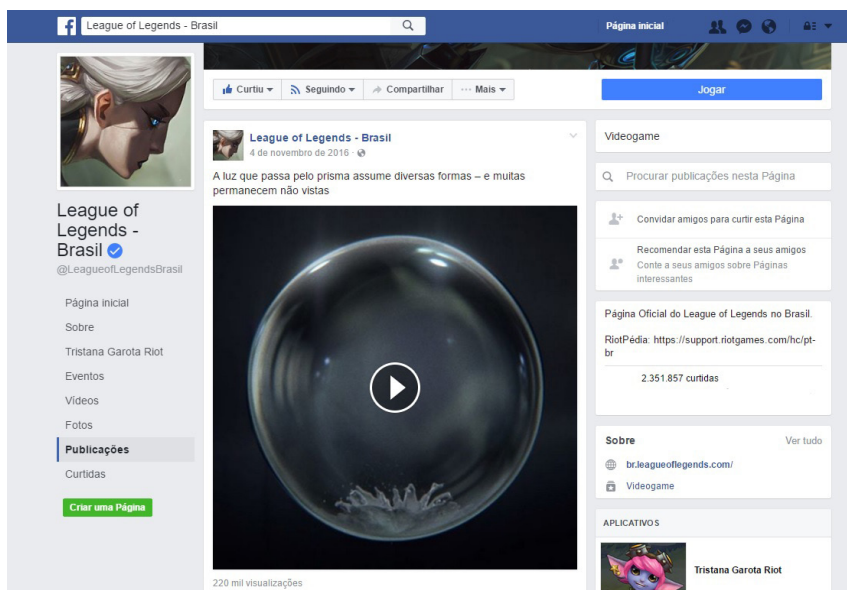 League of Legends - Brasil
Página inicial
League of
Legends -
Brasil
@LeagueofLegendsBrasil
Página inicial
Sobre
Tristana Garota Riot
Eventos
Vídeos
Fotos
Publicações
Curtidas
Criar uma Página
Curtiu
Seguindo
Compartilhar
Mais
League of Legends - Brasil
4 de novembro de 2016
A luz que passa pelo prisma assume diversas formas – e muitas
permanecem não vistas
220 mil visualizações
Jogar
Videogame
Procurar publicações nesta Página
Convidar amigos para curtir esta Página
Recomendar esta Página a seus amigos
Conte a seus amigos sobre Páginas
interessantes
Página Oficial do League of Legends no Brasil.
RiotPédia: https://support.riotgames.com/hc/pt-
br
2.351.857 curtidas
Sobre
Ver tudo
br.leagueoflegends.com/
Videogame
APLICATIVOS
Tristana Garota Riot